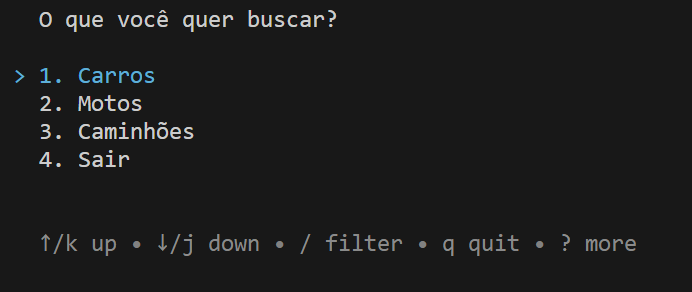 O que você quer buscar?
> 1. Carros
2. Motos
3. Caminhões
4. Sair
↑/k up • ↓/j down • / filter • q quit • ? more